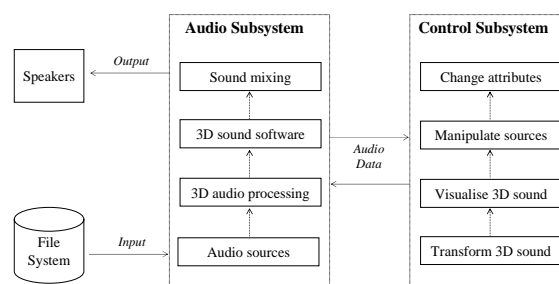 Audio Subsystem
Control Subsystem
Speakers
Output
Sound mixing
Change attributes
3D sound software
Manipulate sources
Audio
Data
3D audio processing
Visualise 3D sound
File
System
Input
Audio sources
Transform 3D sound